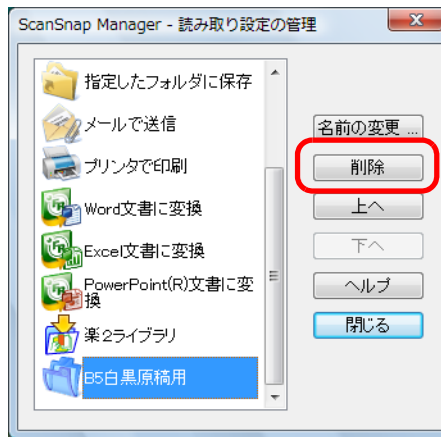 ScanSnap Manager - 読み取り設定の管理
指定したフォルダに保存
メールで送信
プリンタで印刷
Word文書に変換
Excel文書に変換
PowerPoint(R)文書に変
換
楽2ライブラリ
B5白黒原稿用
名前の変更 ...
削除
上へ
下へ
ヘルプ
閉じる